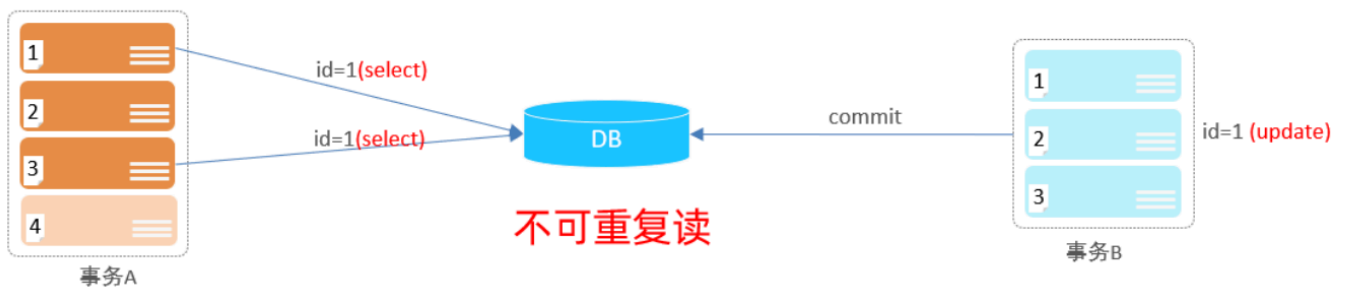 1
2
3
4
事务A
id=1(select)
id=1(select)
DB
不可重复读
commit
1
2
3
事务B
id=1 (update)